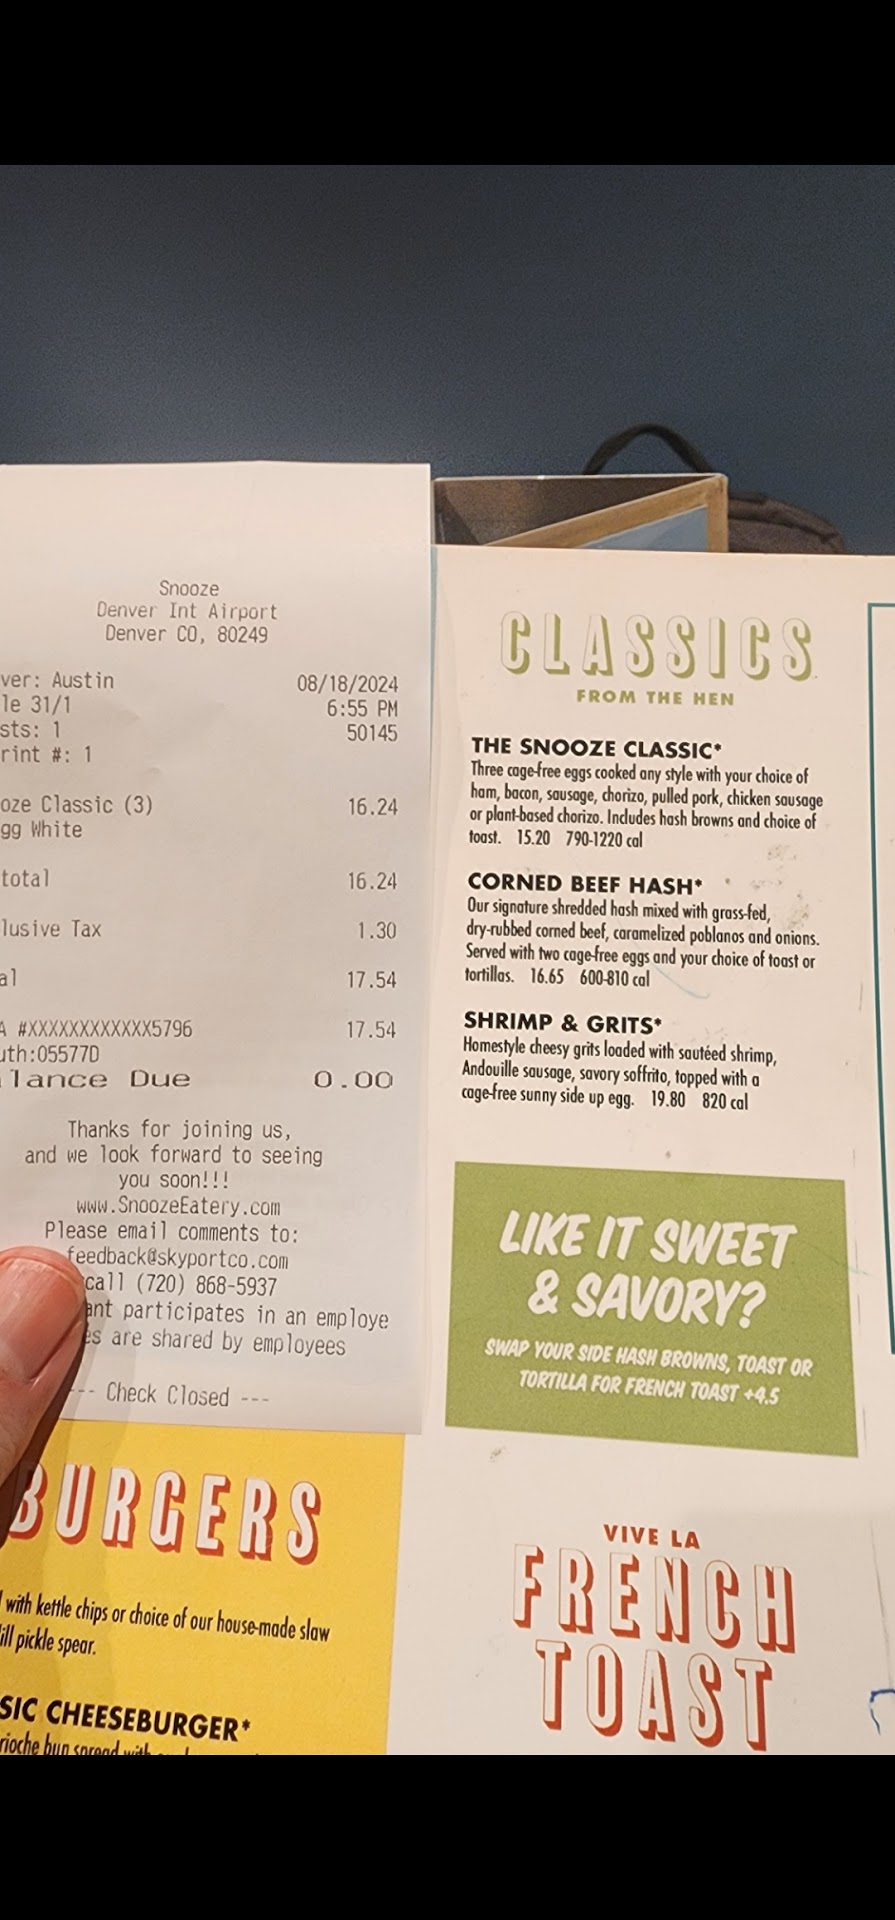 Snooze
Denver Int Airport
Denver CO, 80249
ver: Austin 08/18/2024
le 31/1 6:55 PM
sts: 1 50145
rint #: 1
oze Classic (3) 16.24
gg White
total 16.24
lusive Tax 1.30
al 17.54
A #XXXXXXXXXXXX5796 17.54
uth:05577D
lance Due 0.00
Thanks for joining us,
and we look forward to seeing
you soon!!!
www.SnoozeEatery.com
Please email comments to:
feedback@skyportco.com
call (720) 868-5937
ant participates in an employe
es are shared by employees
--- Check Closed ---
BURGERS
with kettle chips or choice of our house-made slaw
ill pickle spear.
SIC CHEESEBURGER*
rioche bun spread with
CLASSICS
FROM THE HEN
THE SNOOZE CLASSIC*
Three cage-free eggs cooked any style with your choice of
ham, bacon, sausage, chorizo, pulled pork, chicken sausage
or plant-based chorizo. Includes hash browns and choice of
toast. 15.20 790-1220 cal
CORNED BEEF HASH*
Our signature shredded hash mixed with grass-fed,
dry-rubbed corned beef, caramelized poblanos and onions.
Served with two cage-free eggs and your choice of toast or
tortillas. 16.65 600-810 cal
SHRIMP & GRITS*
Homestyle cheesy grits loaded with sautéed shrimp,
Andouille sausage, savory soffrito, topped with a
cage-free sunny side up egg. 19.80 820 cal
LIKE IT SWEET
& SAVORY?
SWAP YOUR SIDE HASH BROWNS, TOAST OR
TORTILLA FOR FRENCH TOAST +4.5
VIVE LA
FRENCH
TOAST